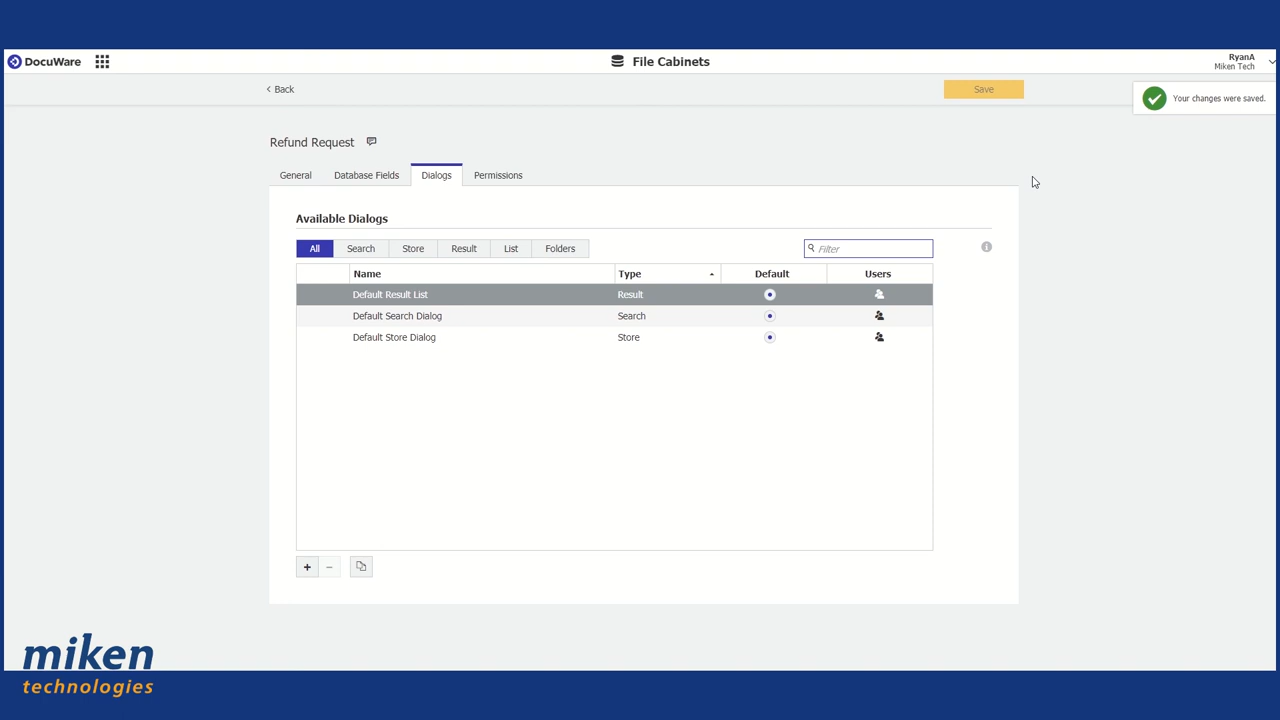 DocuWare
File Cabinets
RyanA
Miken Tech
Back
Save
Your changes were saved.
Refund Request
General Database Fields Dialogs Permissions
Available Dialogs
All Search Store Result List Folders
Filter
Name Type Default Users
Default Result List Result
Default Search Dialog Search
Default Store Dialog Store
miken
technologies